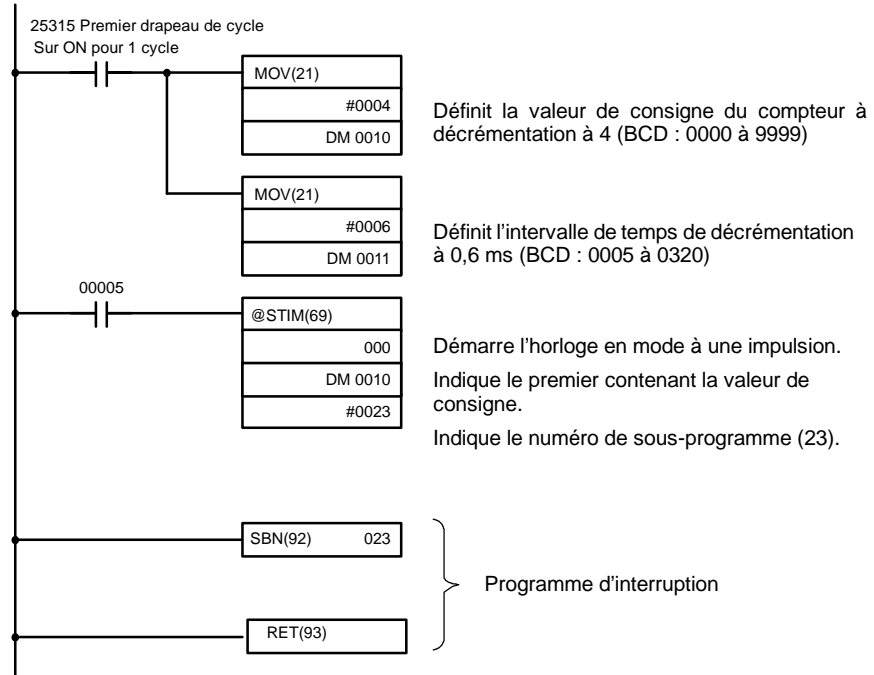 25315 Premier drapeau de cycle
Sur ON pour 1 cycle
MOV(21)
#0004
DM 0010
Définit la valeur de consigne du compteur à
décrémentation à 4 (BCD : 0000 à 9999)
MOV(21)
#0006
DM 0011
Définit l'intervalle de temps de décrémentation
à 0,6 ms (BCD : 0005 à 0320)
00005
@STIM(69)
000
DM 0010
#0023
Démarre l'horloge en mode à une impulsion.
Indique le premier contenant la valeur de
consigne.
Indique le numéro de sous-programme (23).
SBN(92) 023
Programme d'interruption
RET(93)